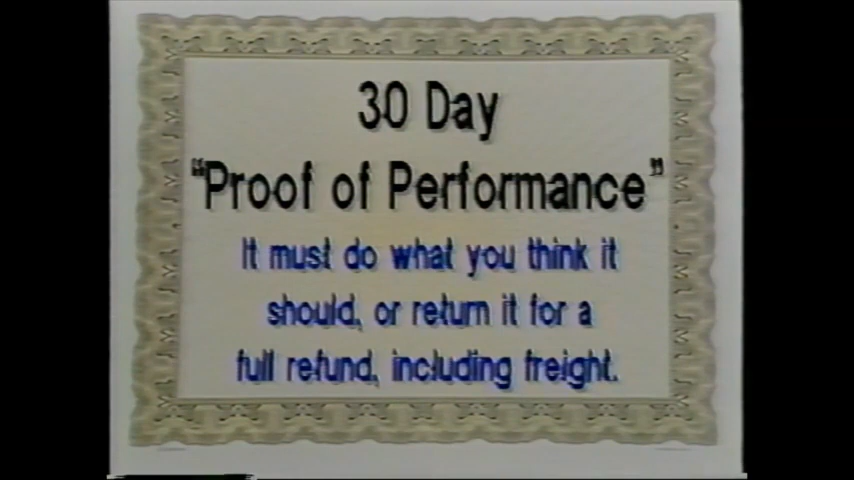 30 Day
"Proof of Performance"
It must do what you think it
should, or return it for a
full refund, including freight.